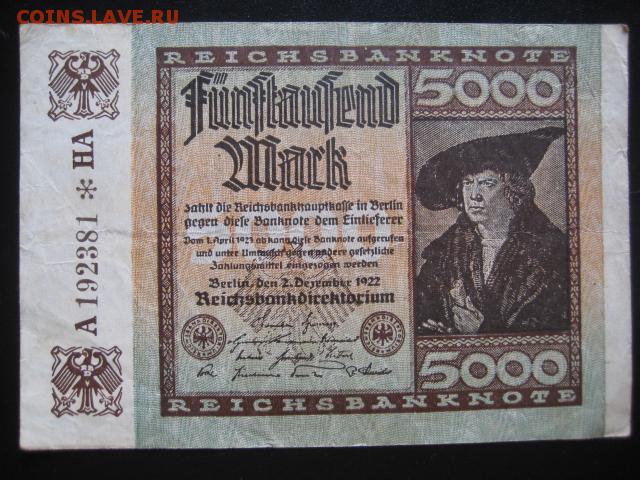 COINS.LAVE.RU
REICHSBANKNOTE
5000
Fünftausend
Mark
zahlt die Reichsbankhauptkasse in Berlin
gegen diese Banknote dem Einlieferer
Vom 1. April 1923 ab kann diese Banknote aufgerufen
und unter Umtausch gegen andere gesetzliche
Zahlungsmittel eingezogen werden
Berlin, den 2. Dezember 1922
Reichsbankdirektorium
5000
REICHSBANKNOTE
A 192381 * HA